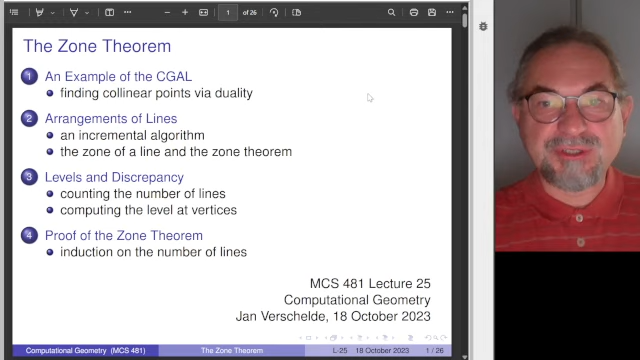 1
of 26
The Zone Theorem
1 An Example of the CGAL
finding collinear points via duality
2 Arrangements of Lines
an incremental algorithm
the zone of a line and the zone theorem
3 Levels and Discrepancy
counting the number of lines
computing the level at vertices
4 Proof of the Zone Theorem
induction on the number of lines
MCS 481 Lecture 25
Computational Geometry
Jan Verschelde, 18 October 2023
Computational Geometry (MCS 481)
The Zone Theorem
L-25 18 October 2023
1 / 26